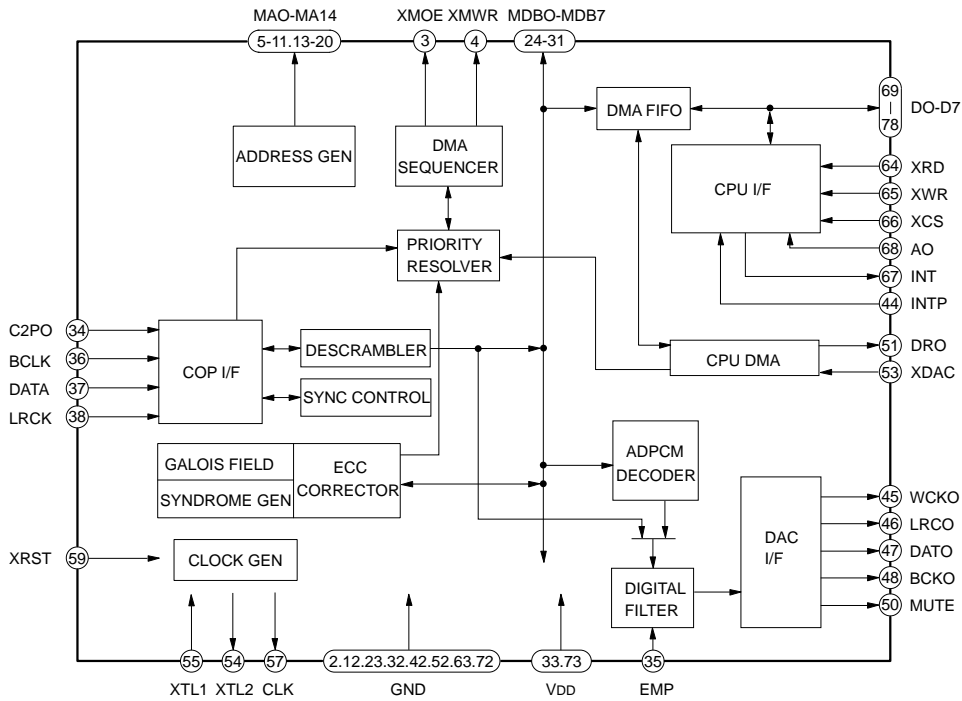 MAO-MA14 XMOE XMWR MDBO-MDB7
5-11.13-20 3 4 24-31
69
|
78
DO-D7
DMA FIFO
ADDRESS GEN
DMA
SEQUENCER
CPU I/F
64 XRD
65 XWR
66 XCS
68 AO
67 INT
44 INTP
PRIORITY
RESOLVER
C2PO 34
BCLK 36
DATA 37
LRCK 38
COP I/F
DESCRAMBLER
SYNC CONTROL
CPU DMA
51 DRO
53 XDAC
GALOIS FIELD
SYNDROME GEN
ECC
CORRECTOR
ADPCM
DECODER
DAC
I/F
45 WCKO
46 LRCO
47 DATO
48 BCKO
50 MUTE
XRST 59
CLOCK GEN
DIGITAL
FILTER
55 54 57 2.12.23.32.42.52.63.72 33.73 35
XTL1 XTL2 CLK GND VDD EMP